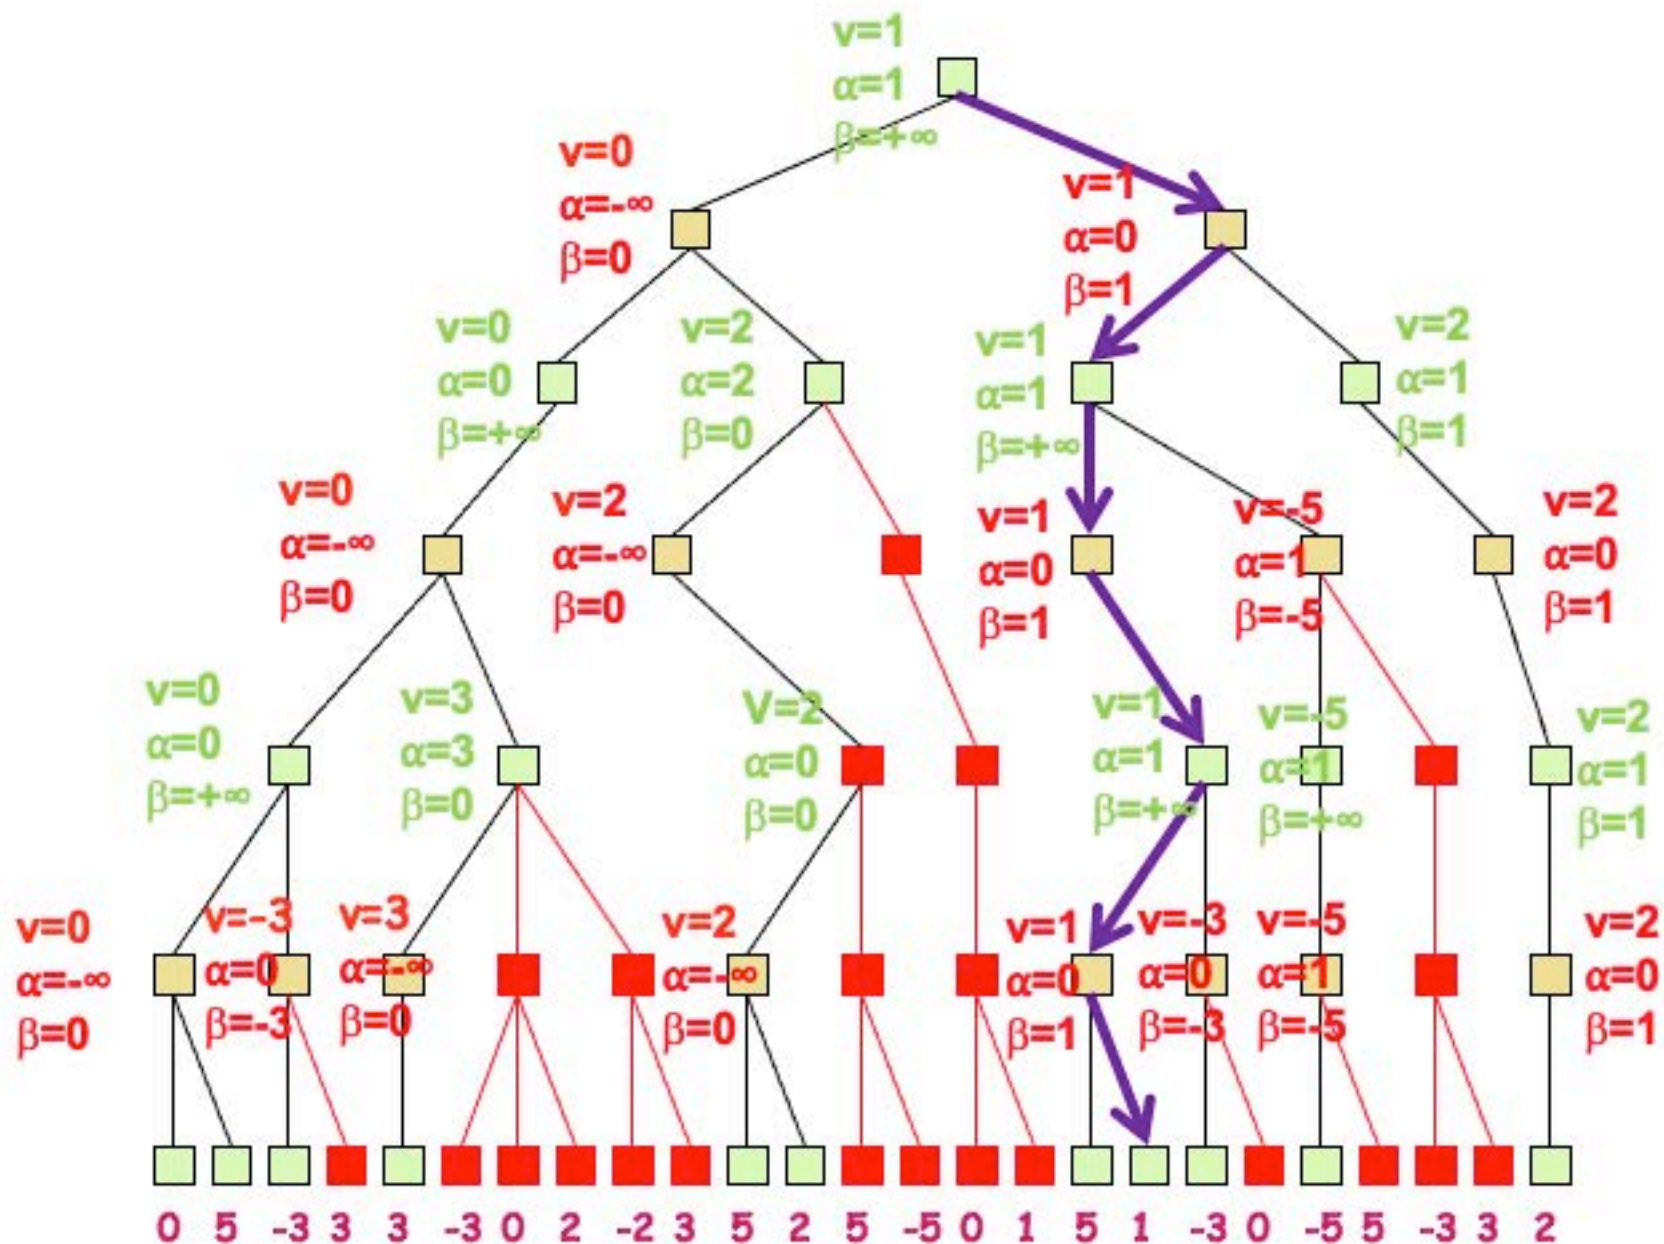 v=1
α=1
β=+∞
v=0
α=-∞
β=0
v=1
α=0
β=1
v=0
α=0
β=+∞
v=2
α=2
β=0
v=1
α=1
β=+∞
v=2
α=1
β=1
v=0
α=-∞
β=0
v=2
α=-∞
β=0
v=1
α=0
β=1
v=-5
α=1
β=-5
v=2
α=0
β=1
v=0
α=0
β=+∞
v=3
α=3
β=0
V=2
α=0
β=0
v=1
α=1
β=+∞
v=-5
α=1
β=+∞
v=2
α=1
β=1
v=0
α=-∞
β=0
v=-3
α=0
β=-3
v=3
α=-∞
β=0
v=2
α=-∞
β=0
v=1
α=0
β=1
v=-3
α=0
β=-3
v=-5
α=1
β=-5
v=2
α=0
β=1
0 5 -3 3 3 -3 0 2 -2 3 5 2 5 -5 0 1 5 1 -3 0 -5 5 -3 3 2